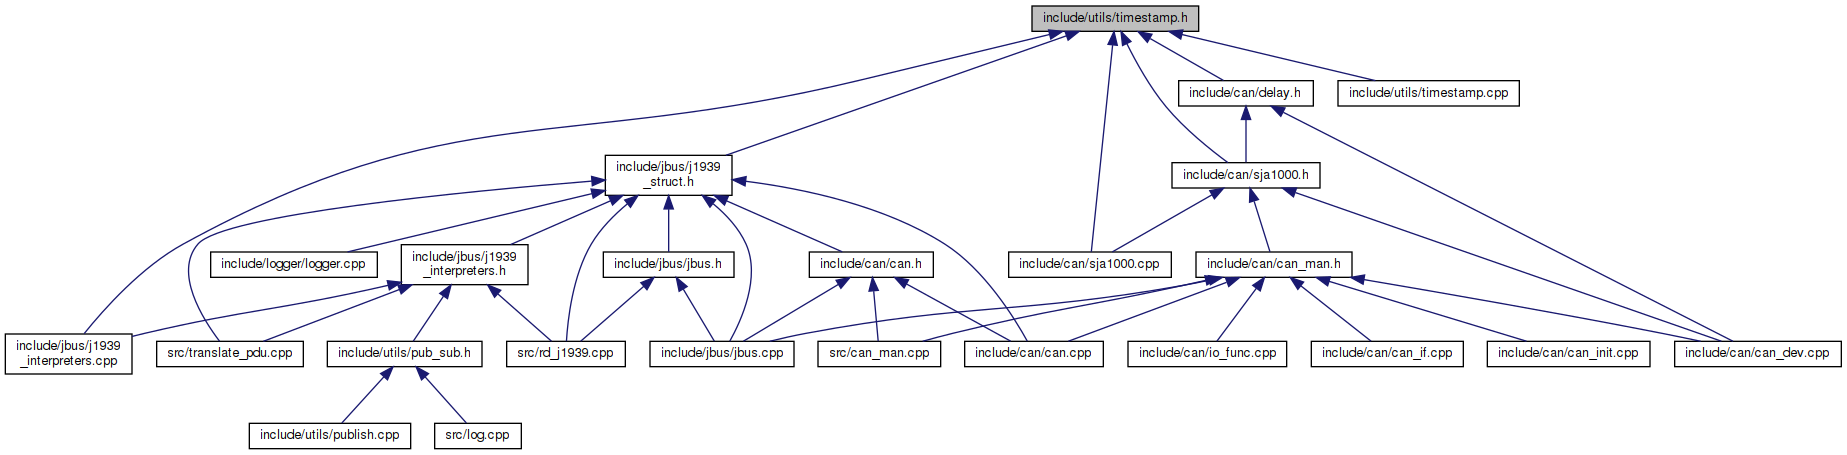 include/utils/timestamp.h
include/can/delay.h
include/utils/timestamp.cpp
include/jbus/j1939
_struct.h
include/can/sja1000.h
include/logger/logger.cpp
include/jbus/j1939
_interpreters.h
include/jbus/jbus.h
include/can/can.h
include/can/sja1000.cpp
include/can/can_man.h
include/jbus/j1939
_interpreters.cpp
src/translate_pdu.cpp
include/utils/pub_sub.h
src/rd_j1939.cpp
include/jbus/jbus.cpp
src/can_man.cpp
include/can/can.cpp
include/can/io_func.cpp
include/can/can_if.cpp
include/can/can_init.cpp
include/can/can_dev.cpp
include/utils/publish.cpp
src/log.cpp